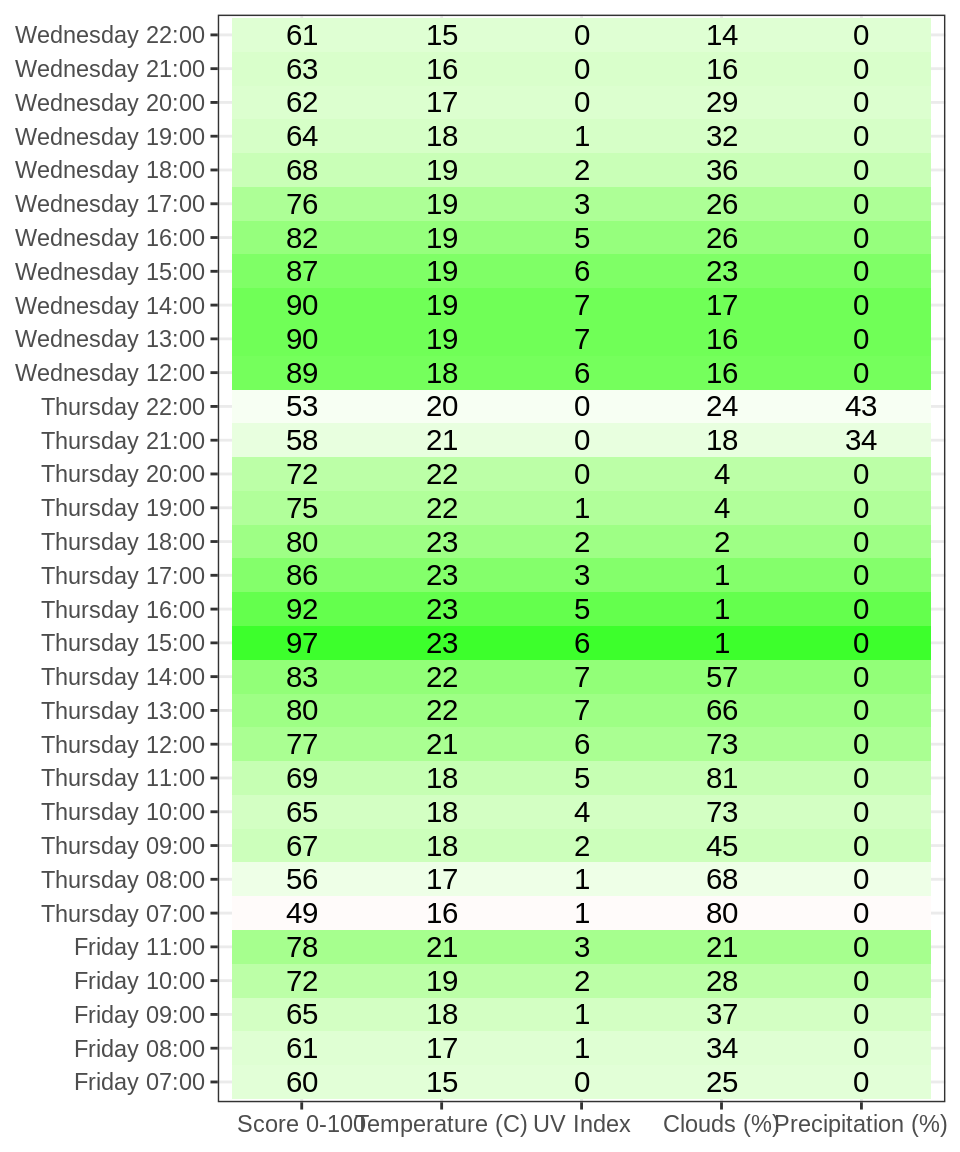 Wednesday 22:00 61 15 0 14 0
Wednesday 21:00 63 16 0 16 0
Wednesday 20:00 62 17 0 29 0
Wednesday 19:00 64 18 1 32 0
Wednesday 18:00 68 19 2 36 0
Wednesday 17:00 76 19 3 26 0
Wednesday 16:00 82 19 5 26 0
Wednesday 15:00 87 19 6 23 0
Wednesday 14:00 90 19 7 17 0
Wednesday 13:00 90 19 7 16 0
Wednesday 12:00 89 18 6 16 0
Thursday 22:00 53 20 0 24 43
Thursday 21:00 58 21 0 18 34
Thursday 20:00 72 22 0 4 0
Thursday 19:00 75 22 1 4 0
Thursday 18:00 80 23 2 2 0
Thursday 17:00 86 23 3 1 0
Thursday 16:00 92 23 5 1 0
Thursday 15:00 97 23 6 1 0
Thursday 14:00 83 22 7 57 0
Thursday 13:00 80 22 7 66 0
Thursday 12:00 77 21 6 73 0
Thursday 11:00 69 18 5 81 0
Thursday 10:00 65 18 4 73 0
Thursday 09:00 67 18 2 45 0
Thursday 08:00 56 17 1 68 0
Thursday 07:00 49 16 1 80 0
Friday 11:00 78 21 3 21 0
Friday 10:00 72 19 2 28 0
Friday 09:00 65 18 1 37 0
Friday 08:00 61 17 1 34 0
Friday 07:00 60 15 0 25 0
Score 0-100 Temperature (C) UV Index Clouds (%) Precipitation (%)